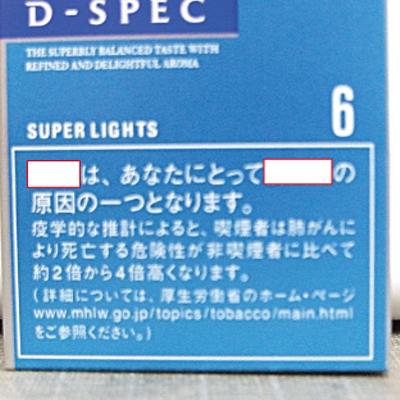 D-SPEC
THE SUPERBLY BALANCED TASTE WITH
REFINED AND DELIGHTFUL AROMA
SUPER LIGHTS
6
は、あなたにとって の
原因の一つとなります。
疫学的な推計によると、喫煙者は肺がんに
より死亡する危険性が非喫煙者に比べて
約2倍から4倍高くなります。
(詳細については、厚生労働省のホーム・ページ
www.mhlw.go.jp/topics/tobacco/main.html
をご参照ください。)